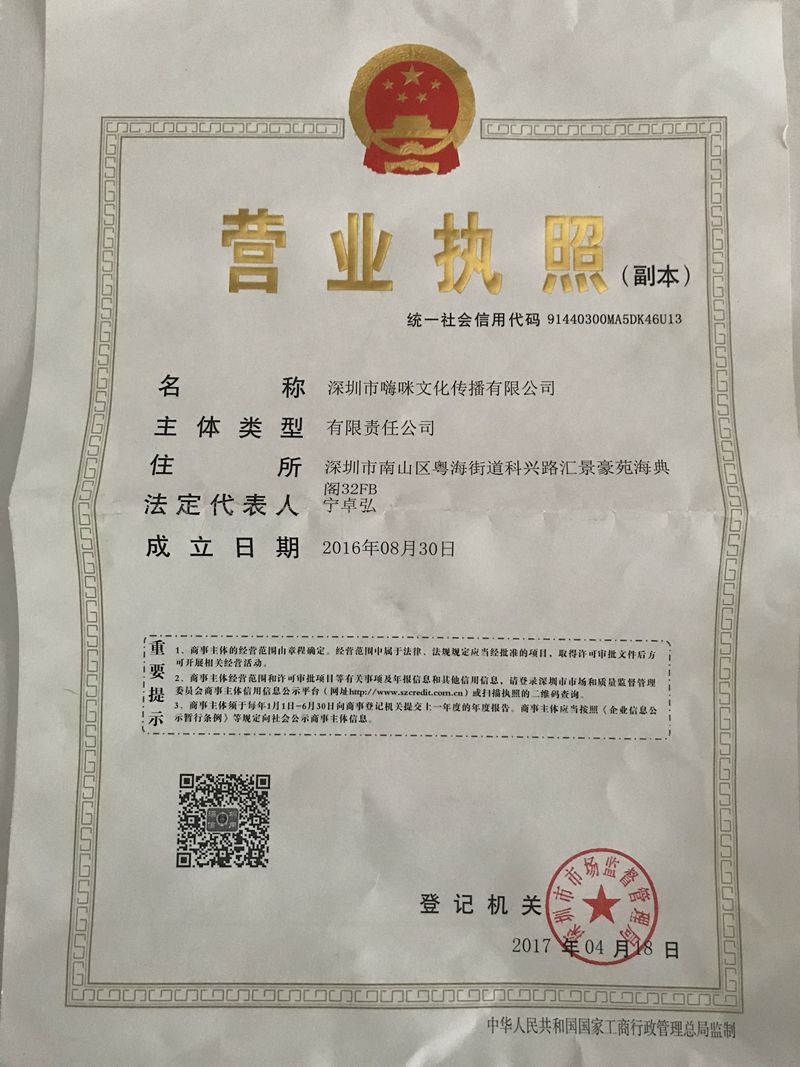 营业执照(副本)
统一社会信用代码 91440300MA5DK46U13
名称 深圳市嗨咪文化传播有限公司
主体类型 有限责任公司
住所 深圳市南山区粤海街道科兴路汇景豪苑海典
阁32FB
法定代表人 宁卓弘
成立日期 2016年08月30日
重要提示
1、商事主体的经营范围由章程确定。经营范围中属于法律、法规规定应当经批准的项目，取得许可审批文件后方
可开展相关经营活动。
2、商事主体经营范围和许可审批项目等有关事项及年报信息和其他信用信息，请登录深圳市市场和质量监督管理
委员会商事主体信用信息公示平台（网址http://www.szcredit.com.cn）或扫描执照的二维码查询。
3、商事主体须于每年1月1日-6月30日向商事登记机关提交上一年度的年度报告。商事主体应当按照《企业信息公
示暂行条例》等规定向社会公示商事主体信息。
登记机关
深圳市市场监督管理局
2017 年 04 月 18 日
中华人民共和国国家工商行政管理总局监制